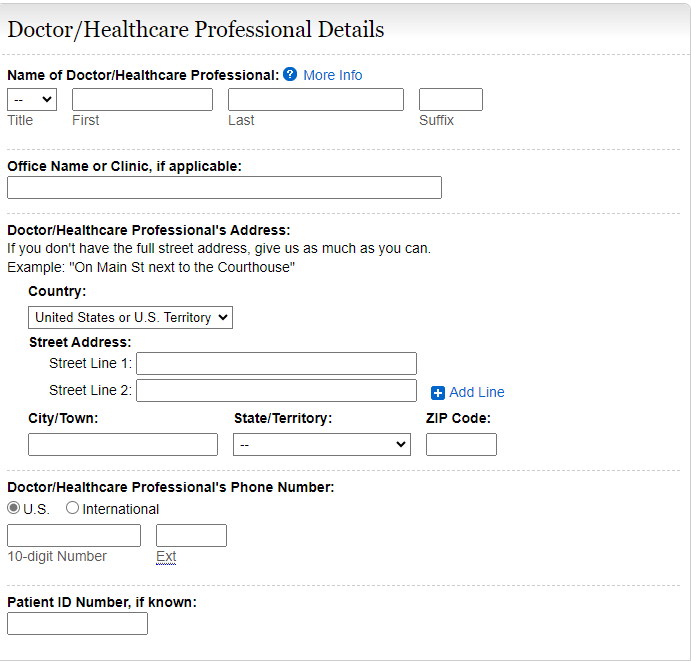 Doctor/Healthcare Professional Details
Name of Doctor/Healthcare Professional: ? More Info
--
Title First Last Suffix
Office Name or Clinic, if applicable:
Doctor/Healthcare Professional's Address:
If you don't have the full street address, give us as much as you can.
Example: "On Main St next to the Courthouse"
Country:
United States or U.S. Territory
Street Address:
Street Line 1:
Street Line 2: + Add Line
City/Town: State/Territory: ZIP Code:
--
Doctor/Healthcare Professional's Phone Number:
U.S. International
10-digit Number Ext
Patient ID Number, if known: